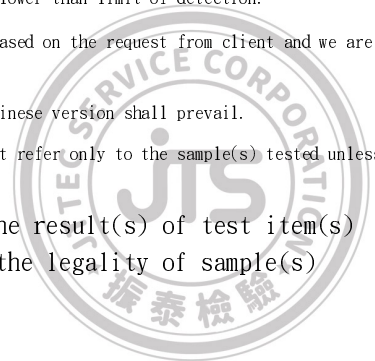 lower than limit of detection.
ased on the request from client and we are
inese version shall prevail.
t refer only to the sample(s) tested unles
he result(s) of test item(s)
the legality of sample(s)
JJTEC SERVICE CORPORATION
JTS
振泰檢驗